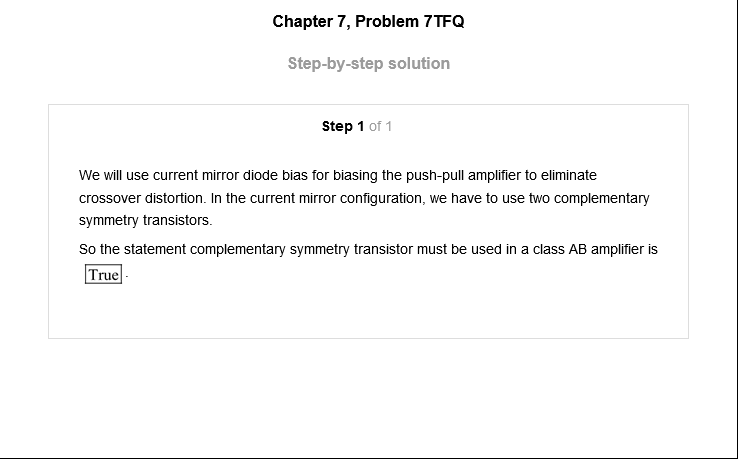 Chapter 7, Problem 7TFQ
Step-by-step solution
Step 1 of 1
We will use current mirror diode bias for biasing the push-pull amplifier to eliminate
crossover distortion. In the current mirror configuration, we have to use two complementary
symmetry transistors.
So the statement complementary symmetry transistor must be used in a class AB amplifier is
True.